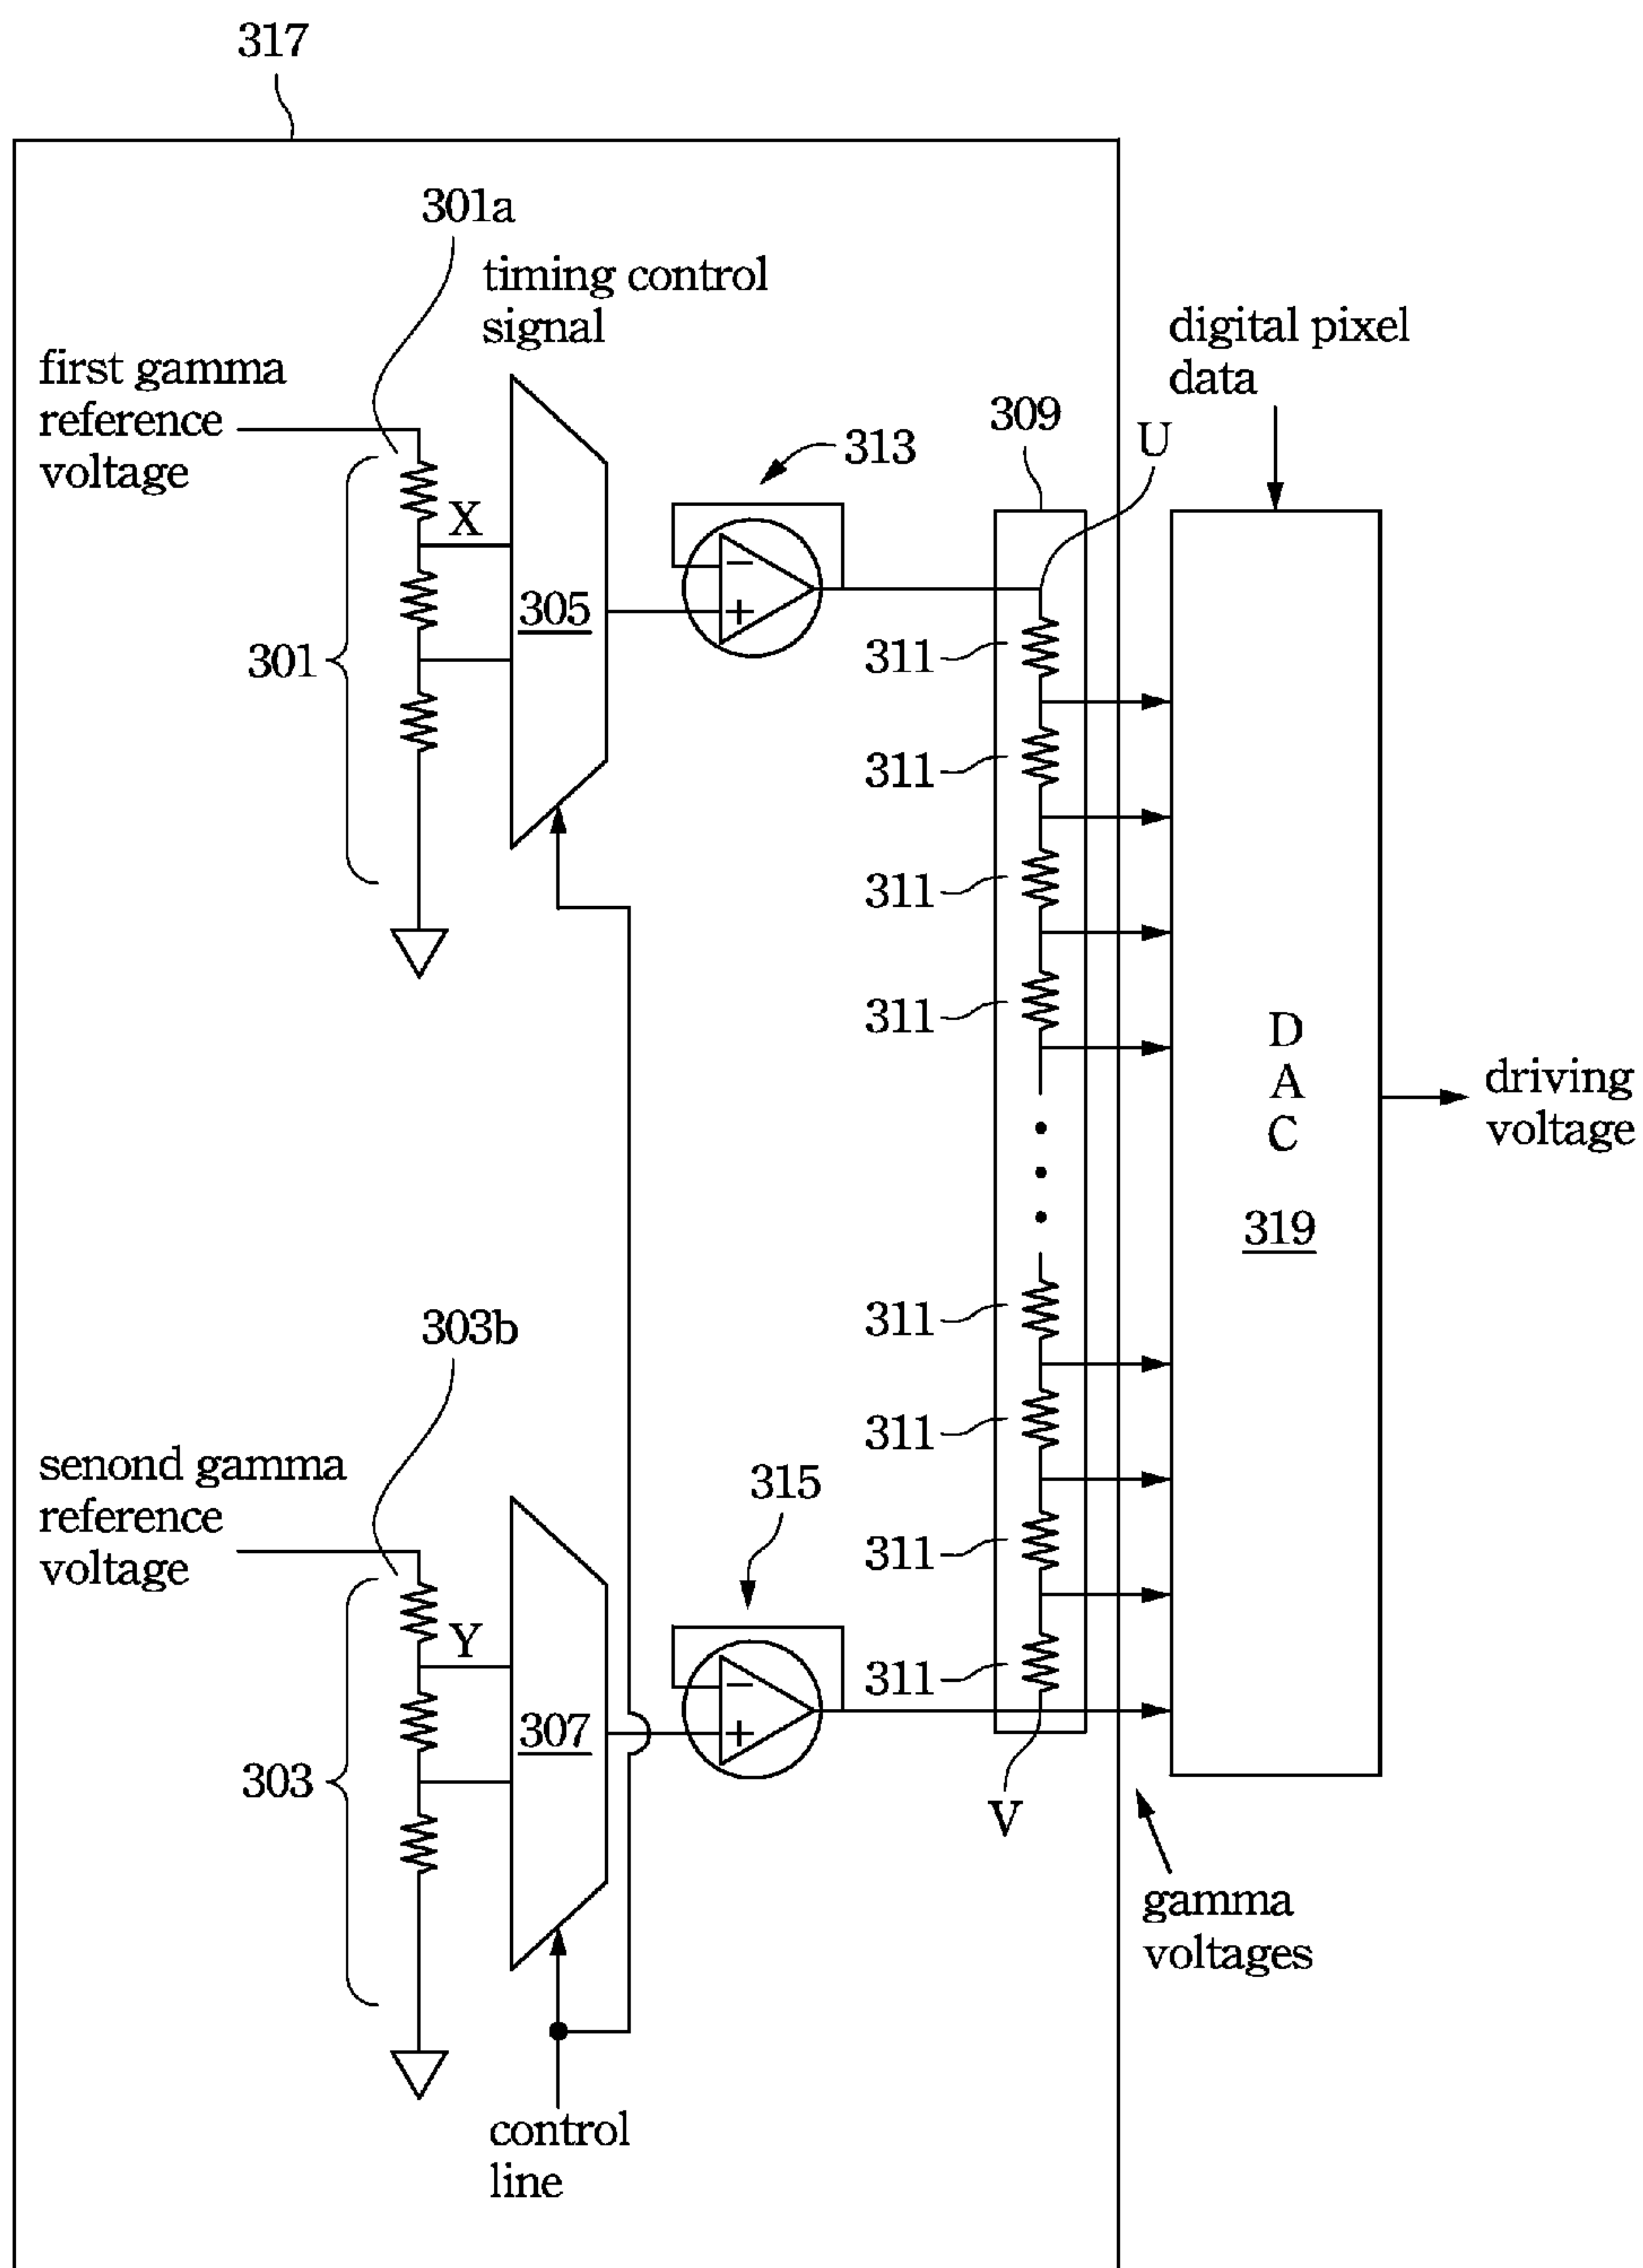 317
301a
timing control
signal
first gamma
reference
voltage
digital pixel
data
309
U
313
X
305
301
311
311
311
311
D
A
C
319
driving
voltage
303b
311
311
311
311
senond gamma
reference
voltage
315
Y
307
303
V
gamma
voltages
control
line